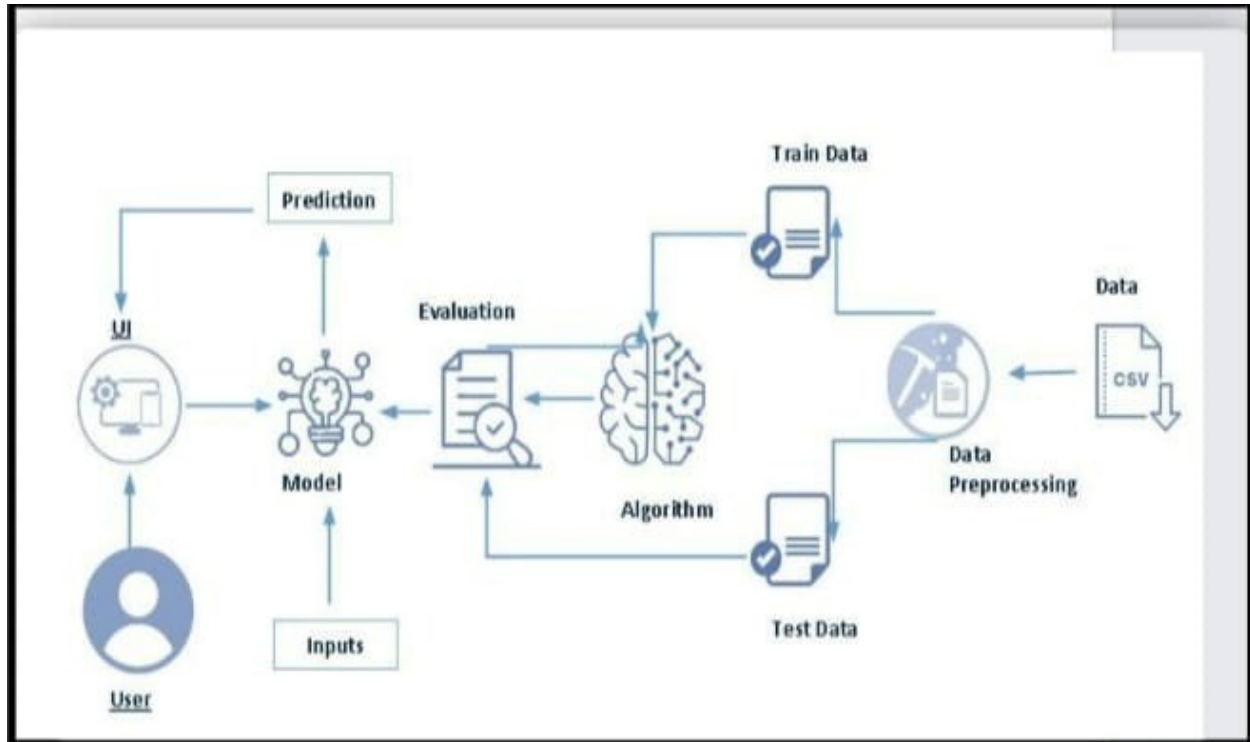 Train Data
Prediction
Data
Evaluation
UI
CSV
Data
Preprocessing
Model
Algorithm
Inputs
Test Data
User